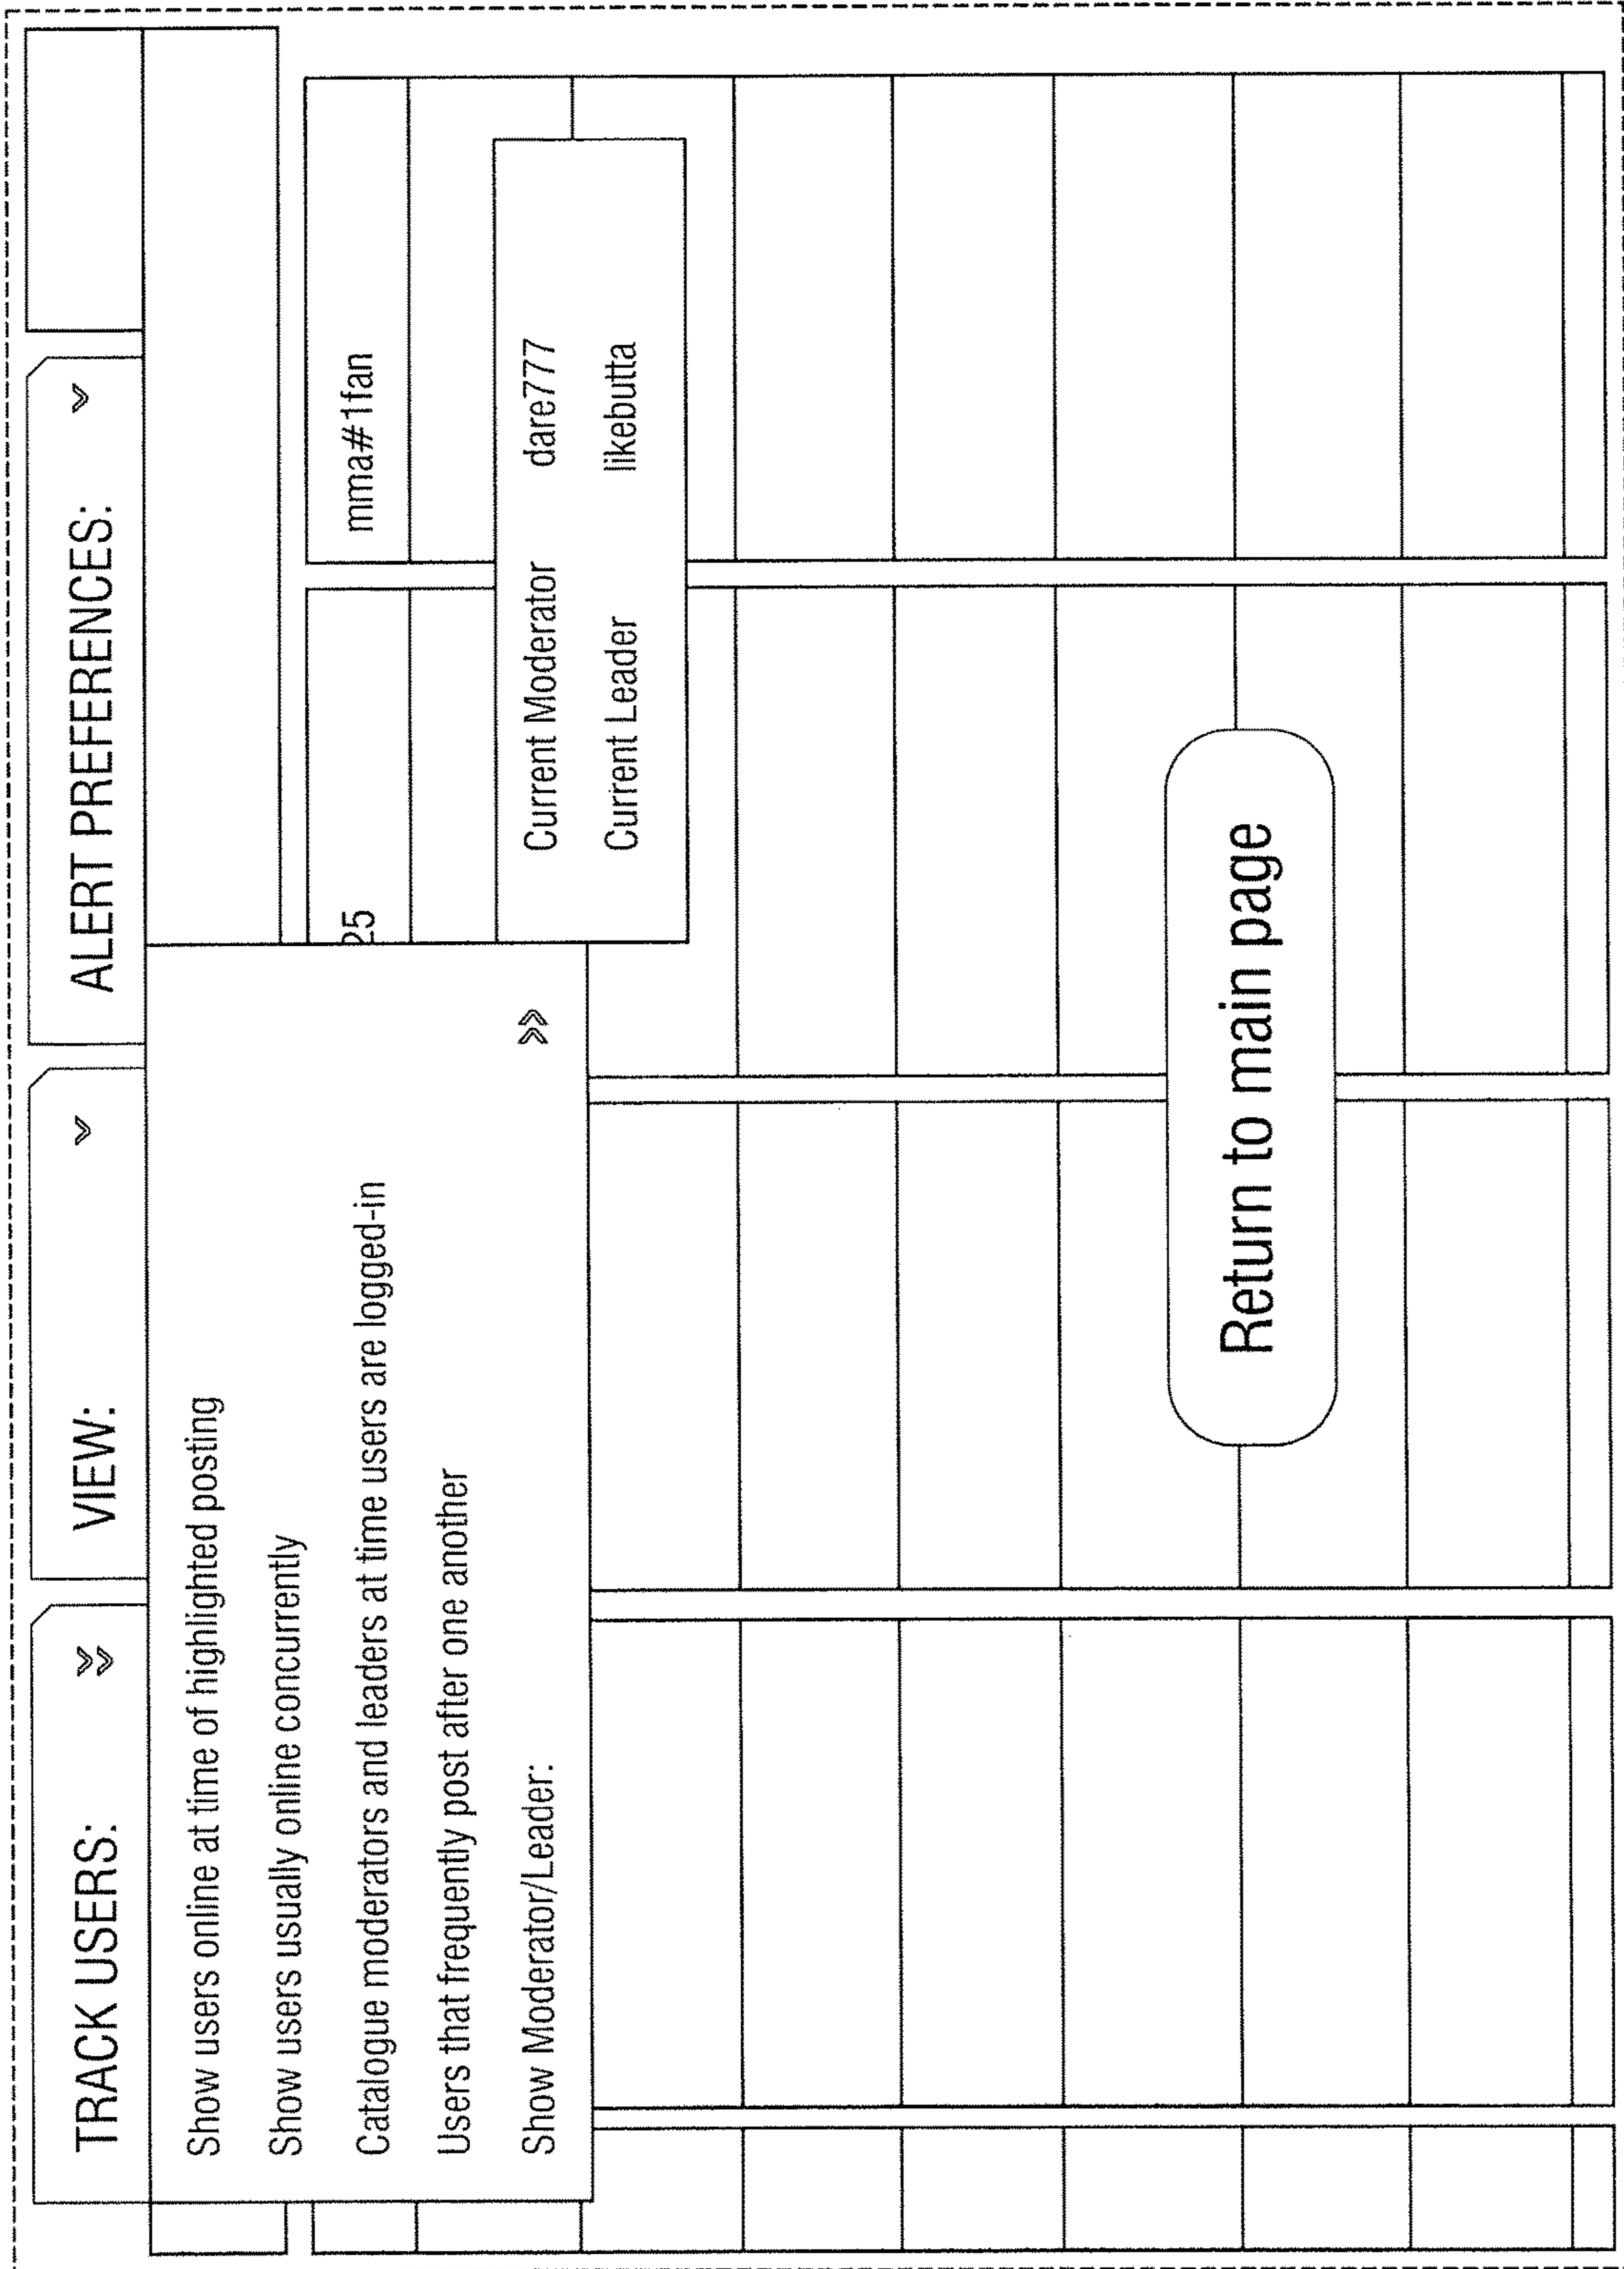 TRACK USERS:
VIEW:
ALERT PREFERENCES:
Show users online at time of highlighted posting
Show users usually online concurrently
Catalogue moderators and leaders at time users are logged-in
Users that frequently post after one another
Show Moderator/Leader:
25
mma#1fan
Current Moderator dare777
Current Leader likebutta
Return to main page